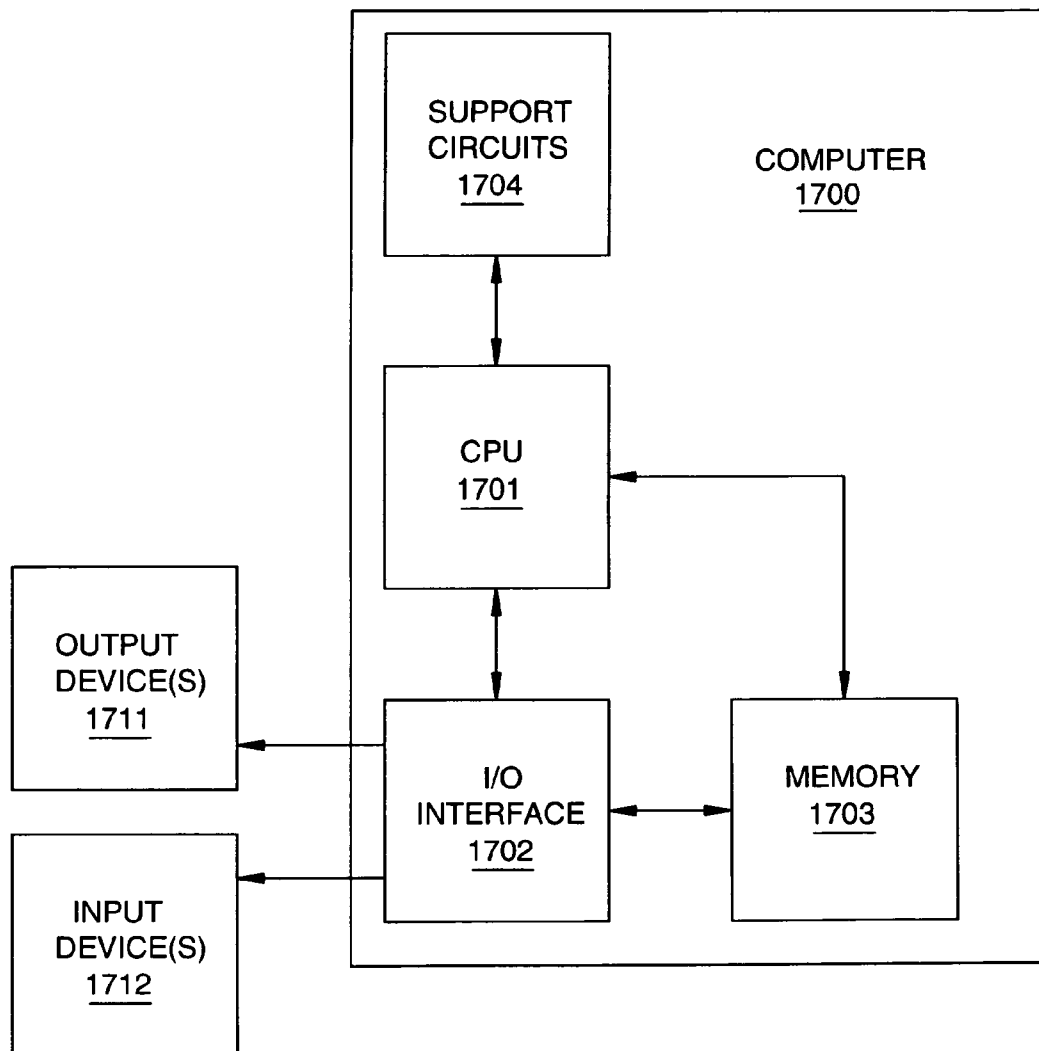 SUPPORT
CIRCUITS
1704
COMPUTER
1700
CPU
1701
OUTPUT
DEVICE(S)
1711
I/O
INTERFACE
1702
MEMORY
1703
INPUT
DEVICE(S)
1712